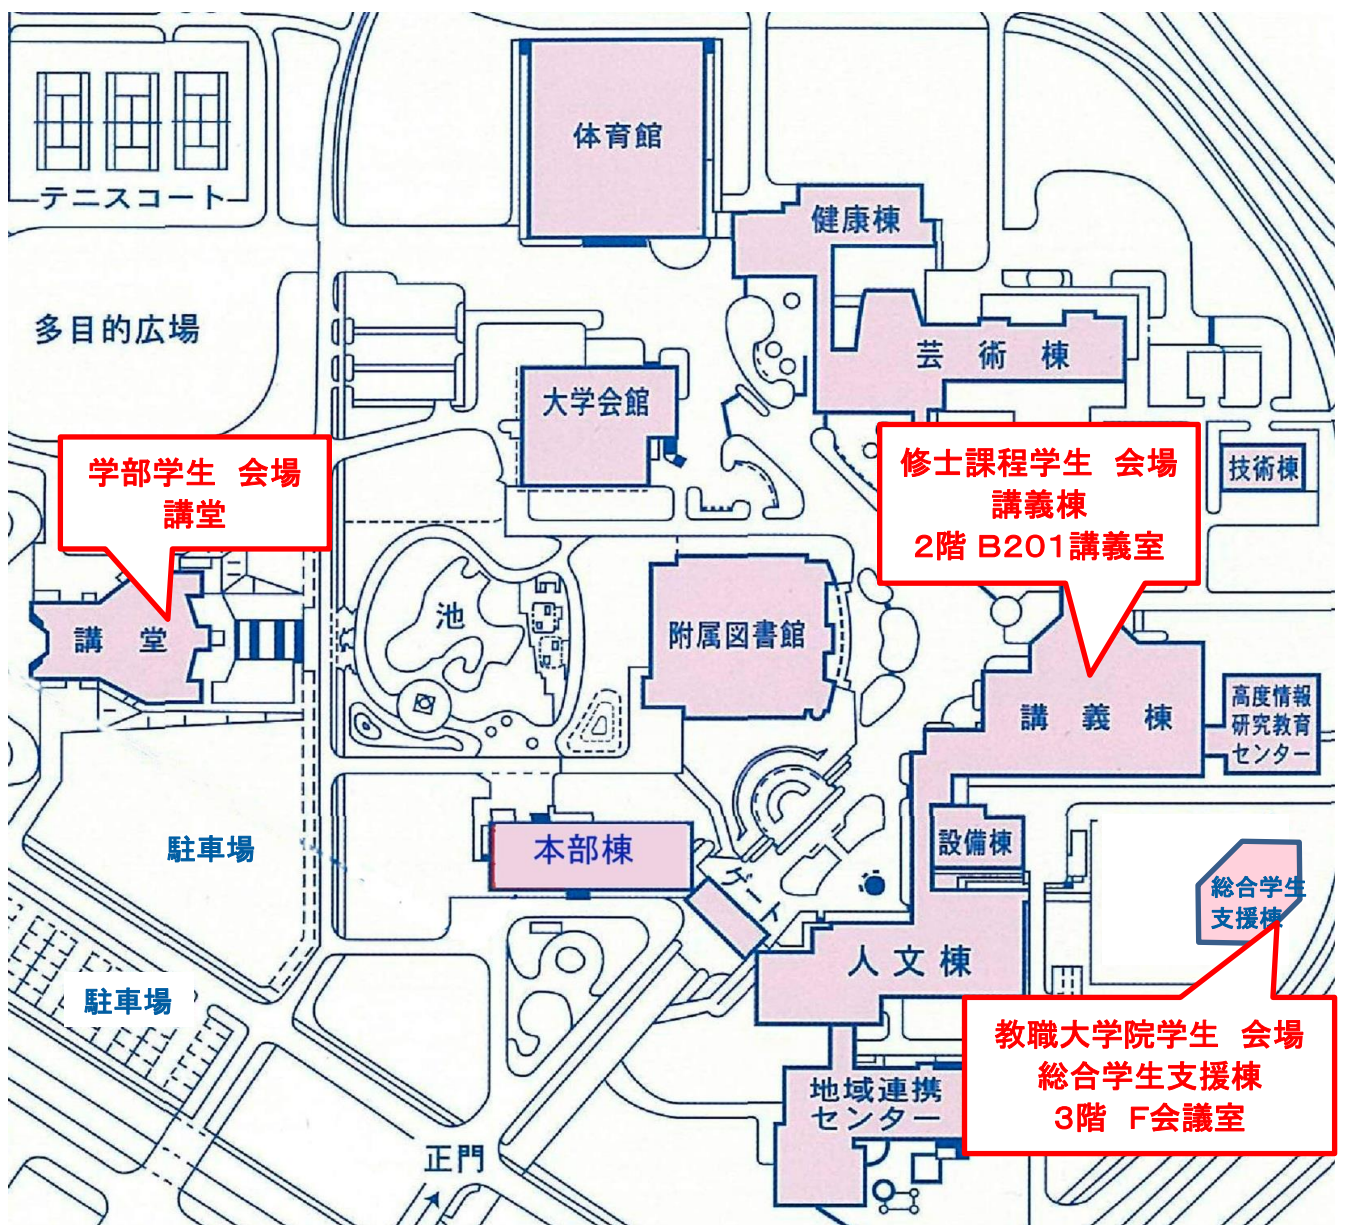 体育館
テニスコート
健康棟
多目的広場
芸術棟
大学会館
学部学生 会場
講堂
修士課程学生 会場
講義棟
2階 B201講義室
技術棟
池
講堂
附属図書館
講義棟
高度情報
研究教育
センター
本部棟
駐車場
設備棟
ゲート
総合学生
支援棟
人文棟
駐車場
教職大学院学生 会場
総合学生支援棟
3階 F会議室
地域連携
センター
正門